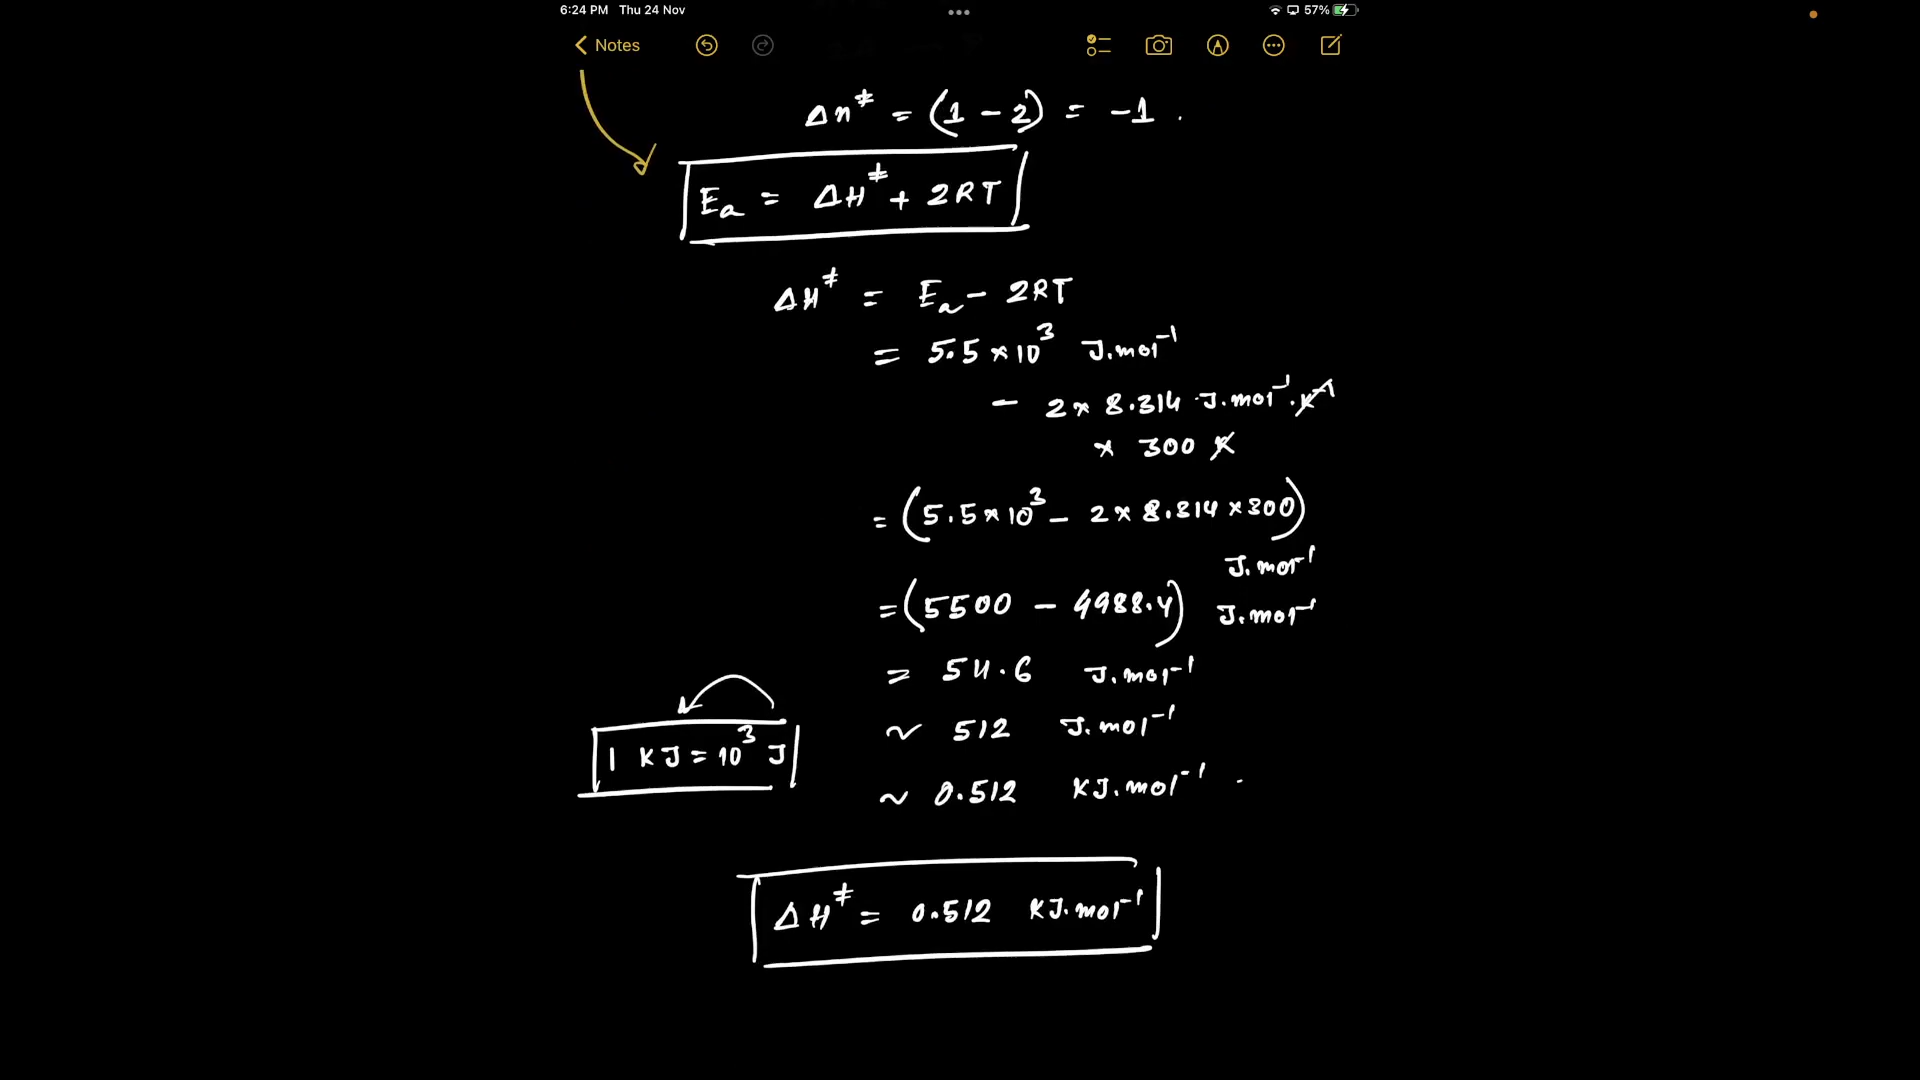 6:24 PM Thu 24 Nov
57%
Notes
Δn‡ = (1 - 2) = -1 .
Ea = ΔH‡ + 2RT
ΔH‡ = Ea - 2RT
= 5.5 × 10³ J.mol⁻¹
- 2 × 8.314 J.mol⁻¹.K⁻¹
× 300 K
= (5.5 × 10³ - 2 × 8.314 × 300)
J.mol⁻¹
= (5500 - 4988.4) J.mol⁻¹
= 511.6 J.mol⁻¹
~ 512 J.mol⁻¹
1 KJ = 10³ J
~ 0.512 KJ.mol⁻¹ .
ΔH‡ = 0.512 KJ.mol⁻¹